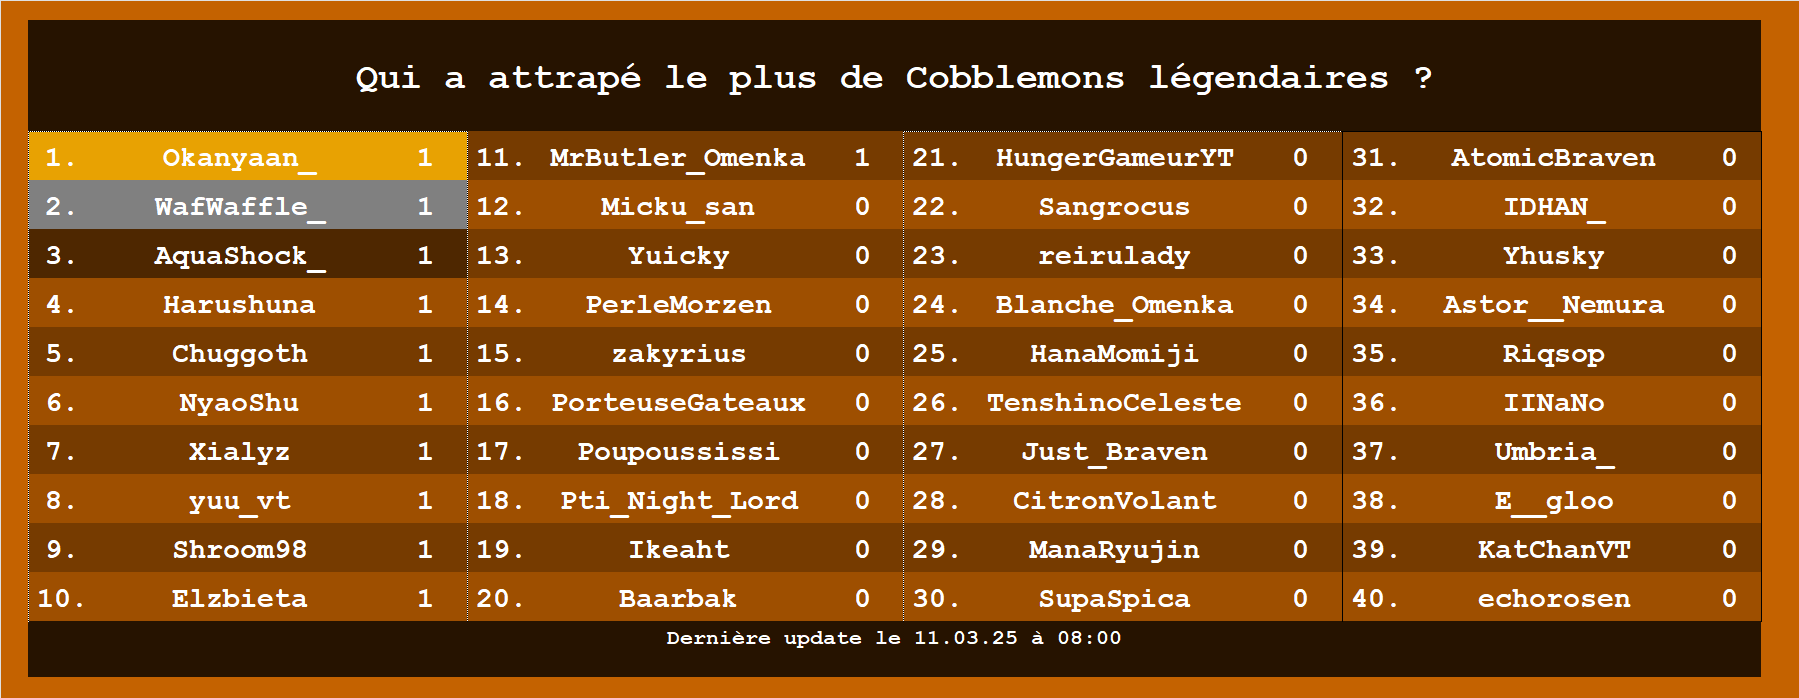 Qui a attrapé le plus de Cobblemons légendaires ?
1. Okanyaan_ 1 11. MrButler_Omenka 1 21. HungerGameurYT 0 31. AtomicBraven 0
2. WafWaffle_ 1 12. Micku_san 0 22. Sangrocus 0 32. IDHAN_ 0
3. AquaShock_ 1 13. Yuicky 0 23. reirulady 0 33. Yhusky 0
4. Harushuna 1 14. PerleMorzen 0 24. Blanche_Omenka 0 34. Astor__Nemura 0
5. Chuggoth 1 15. zakyrius 0 25. HanaMomiji 0 35. Riqsop 0
6. NyaoShu 1 16. PorteuseGateaux 0 26. TenshinoCeleste 0 36. IINaNo 0
7. Xialyz 1 17. Poupoussissi 0 27. Just_Braven 0 37. Umbria_ 0
8. yuu_vt 1 18. Pti_Night_Lord 0 28. CitronVolant 0 38. E__gloo 0
9. Shroom98 1 19. Ikeaht 0 29. ManaRyujin 0 39. KatChanVT 0
10. Elzbieta 1 20. Baarbak 0 30. SupaSpica 0 40. echorosen 0
Dernière update le 11.03.25 à 08:00